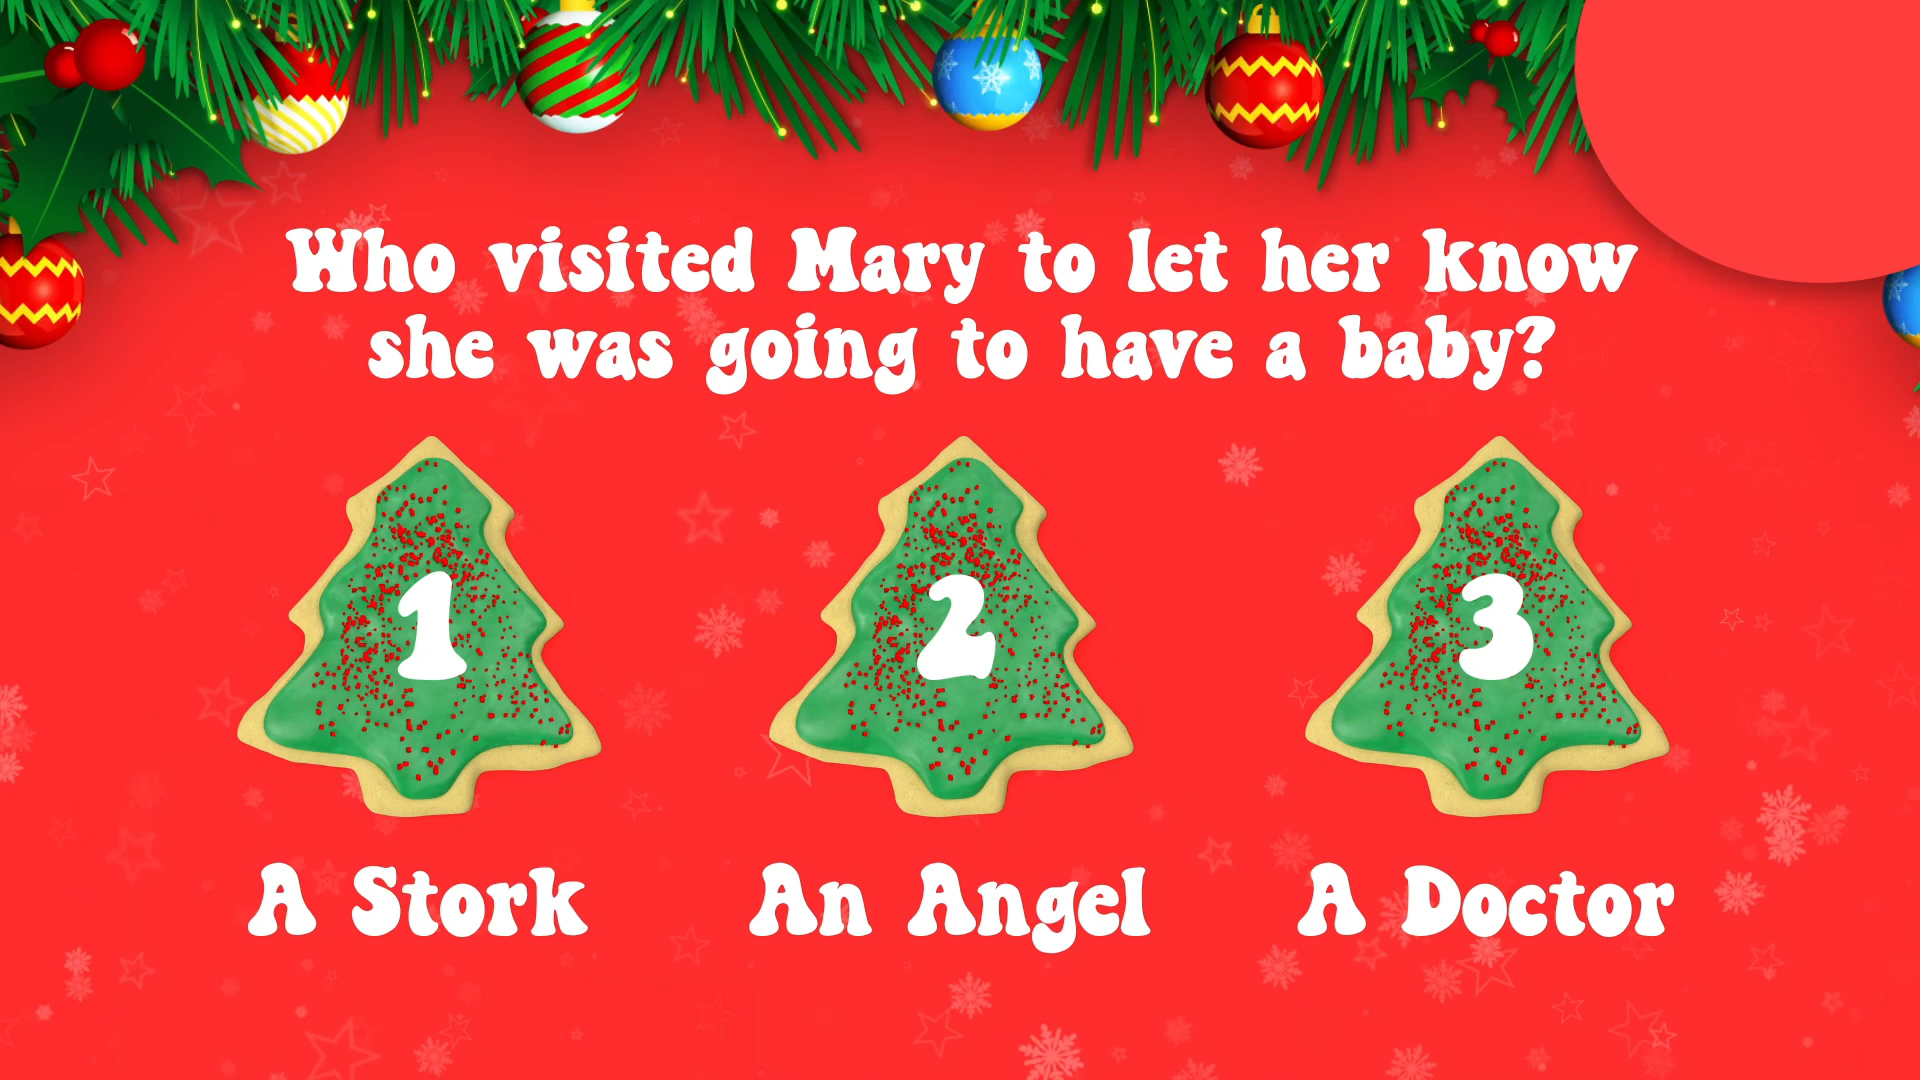 Who visited Mary to let her know
she was going to have a baby?
1
2
3
A Stork
An Angel
A Doctor